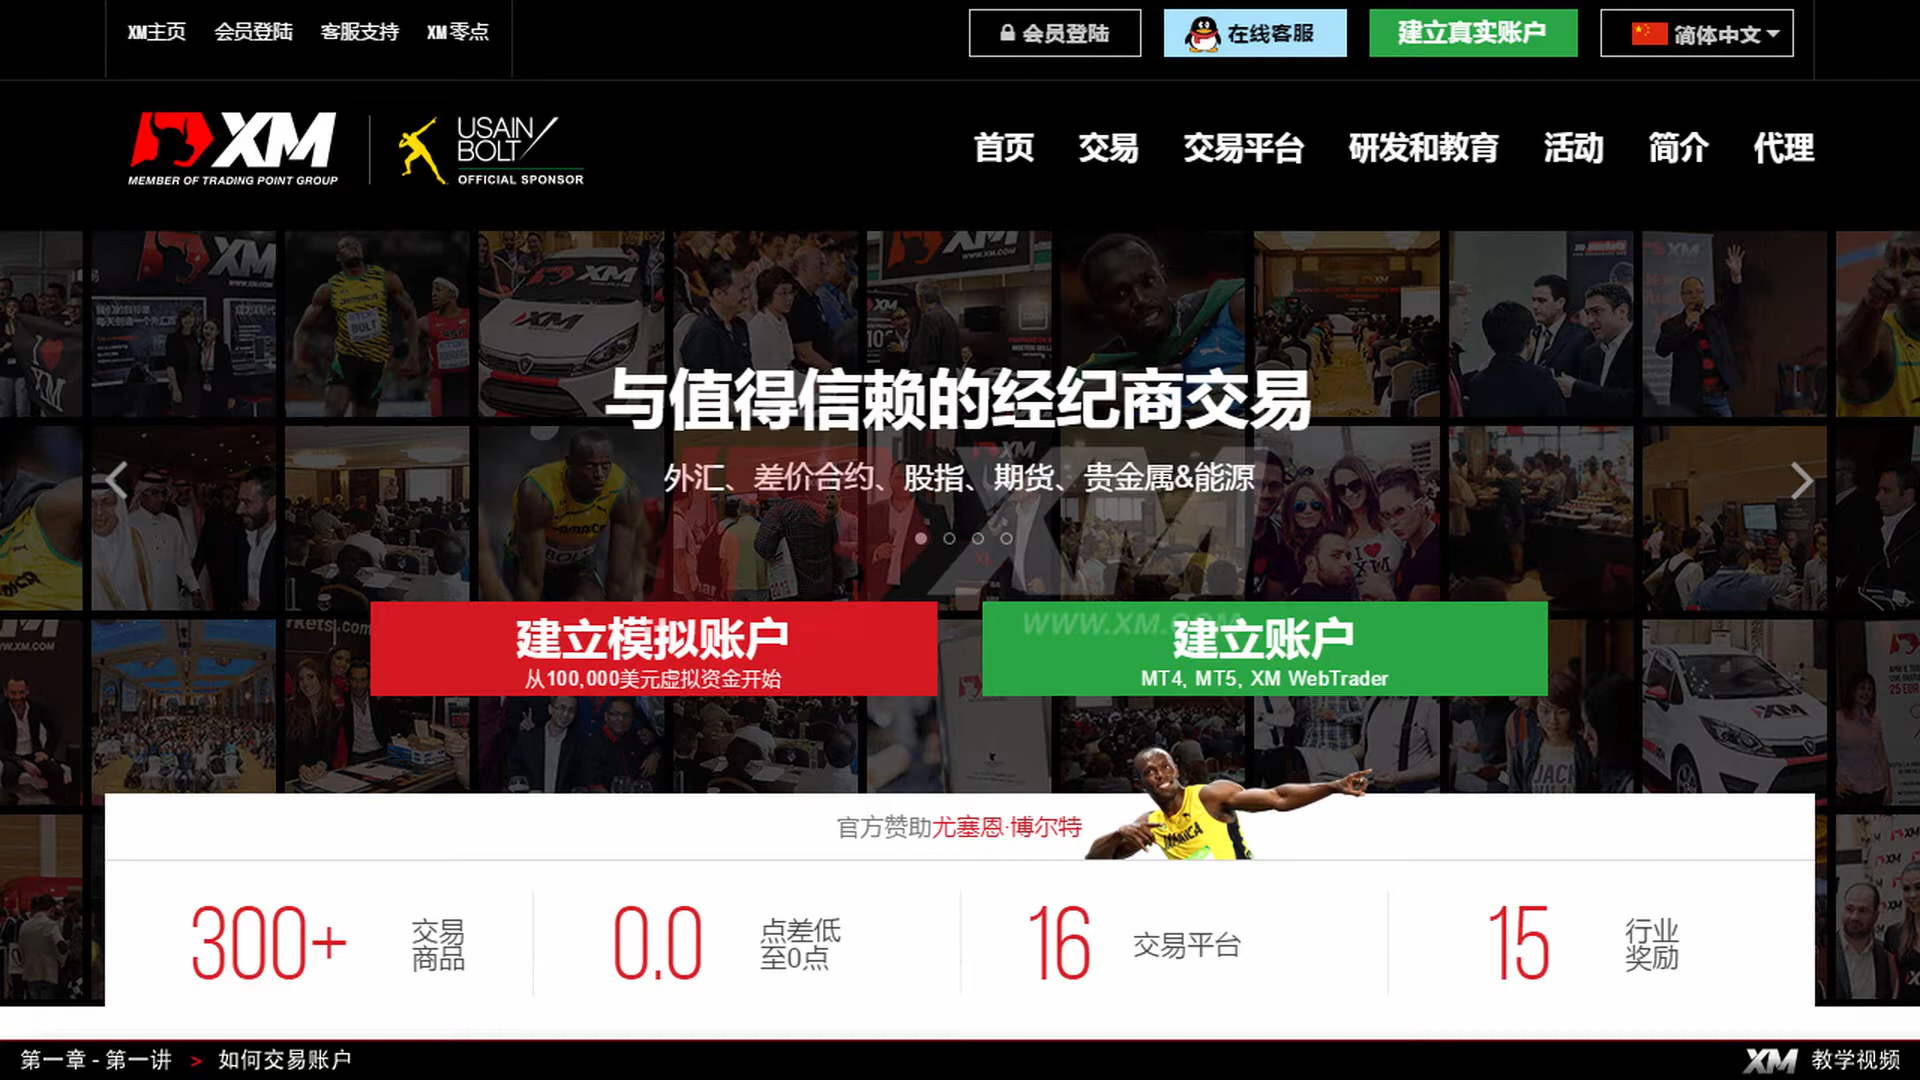 XM主页 会员登陆 客服支持 XM零点
会员登陆 在线客服 建立真实账户 简体中文
XM
MEMBER OF TRADING POINT GROUP
USAIN
BOLT
OFFICIAL SPONSOR
首页 交易 交易平台 研发和教育 活动 简介 代理
与值得信赖的经纪商交易
外汇、差价合约、股指、期货、贵金属&能源
XM
WWW.XM.COM
建立模拟账户
从100,000美元虚拟资金开始
建立账户
MT4, MT5, XM WebTrader
官方赞助尤塞恩·博尔特
300+ 交易商品
0.0 点差低至0点
16 交易平台
15 行业奖励
第一章 - 第一讲 > 如何交易账户
XM 教学视频